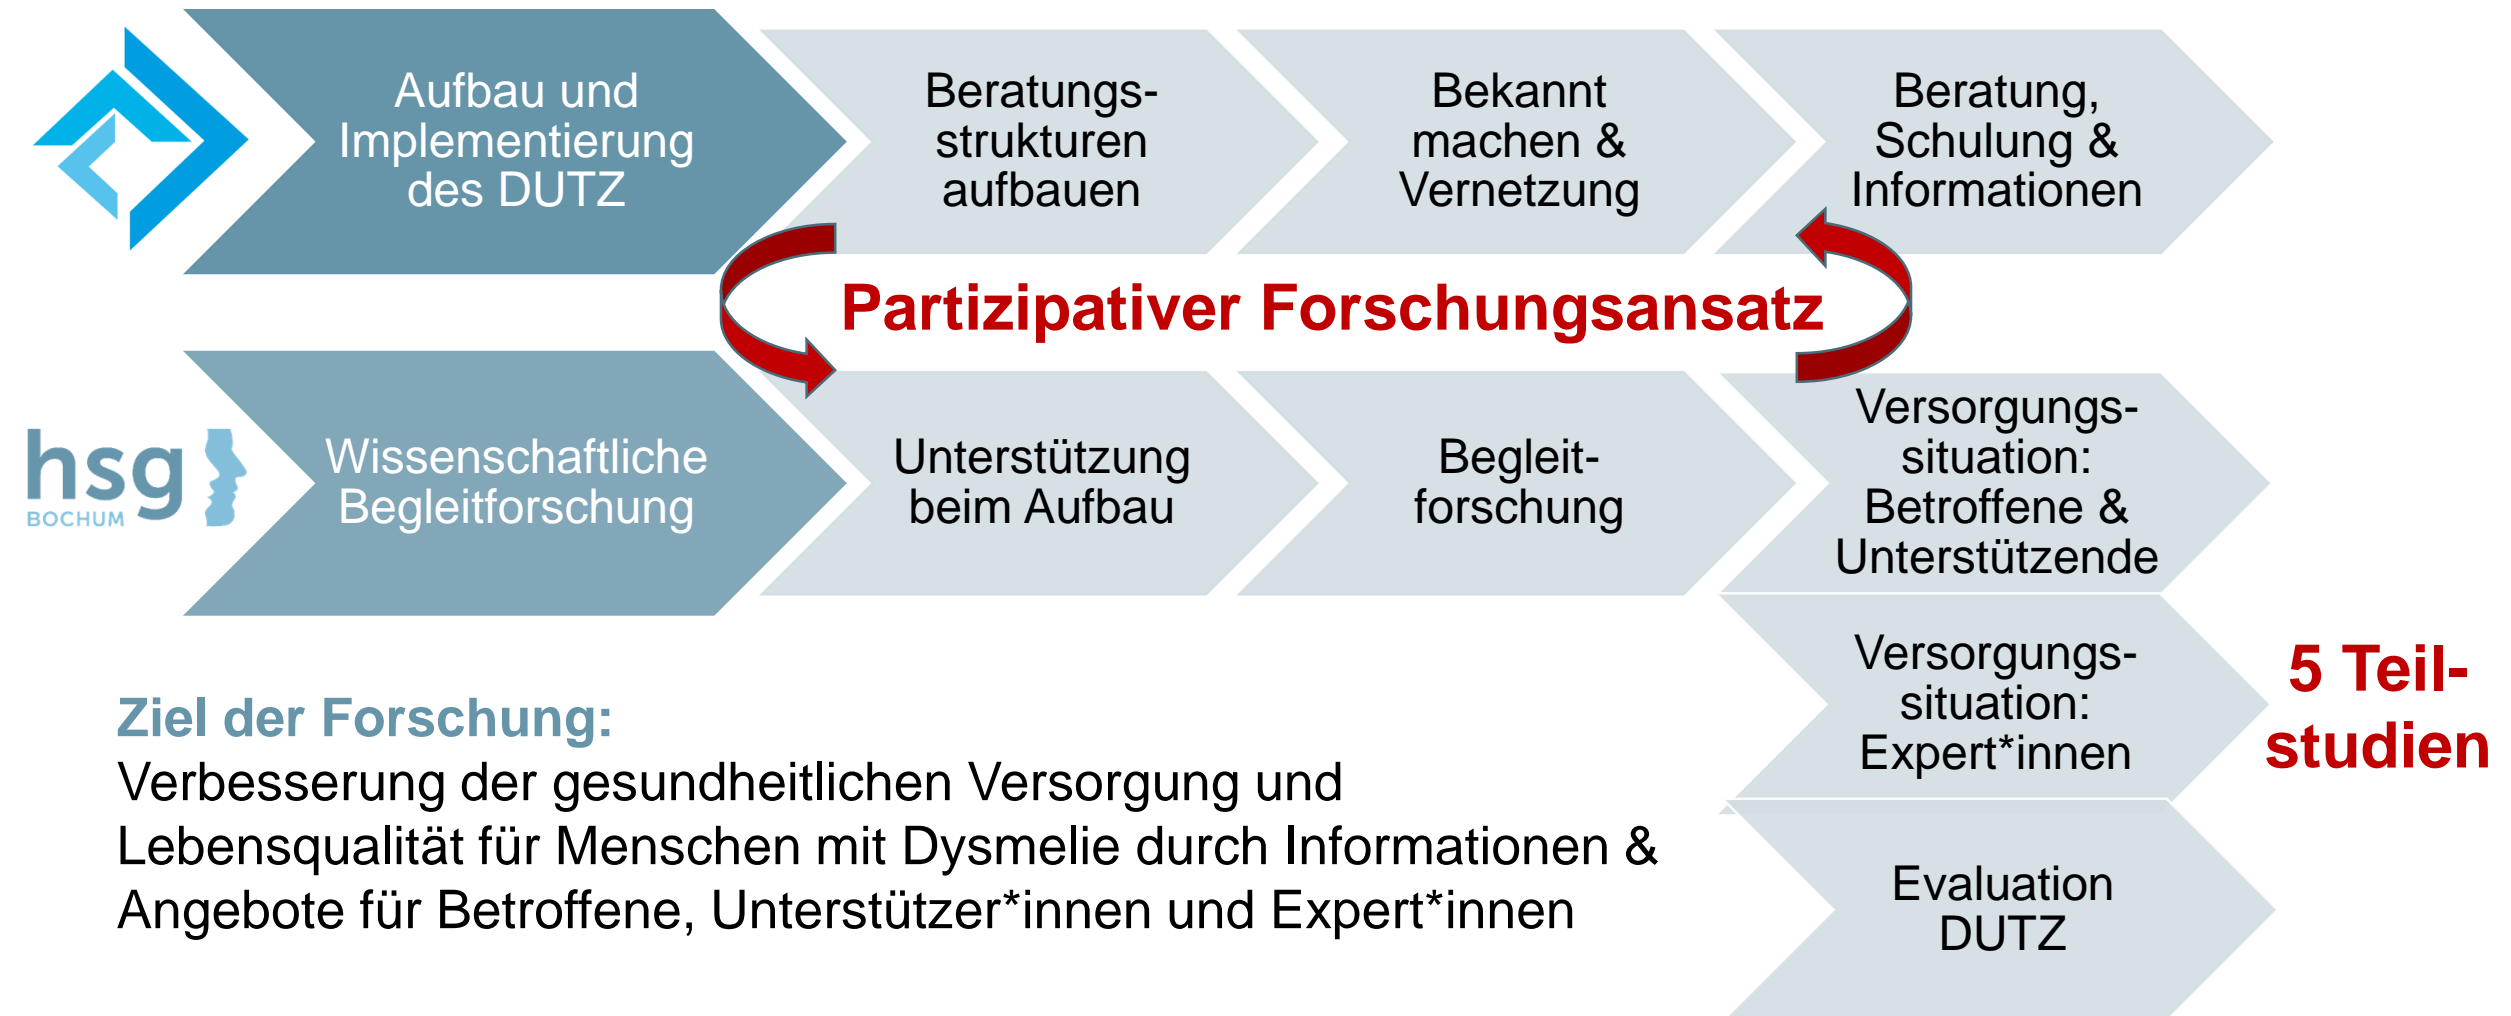 Aufbau und
Implementierung
des DUTZ
Beratungs-
strukturen
aufbauen
Bekannt
machen &
Vernetzung
Beratung,
Schulung &
Informationen
Partizipativer Forschungsansatz
hsg
BOCHUM
Wissenschaftliche
Begleitforschung
Unterstützung
beim Aufbau
Begleit-
forschung
Versorgungs-
situation:
Betroffene &
Unterstützende
Versorgungs-
situation:
Expert*innen
5 Teil-
studien
Evaluation
DUTZ
Ziel der Forschung:
Verbesserung der gesundheitlichen Versorgung und
Lebensqualität für Menschen mit Dysmelie durch Informationen &
Angebote für Betroffene, Unterstützer*innen und Expert*innen